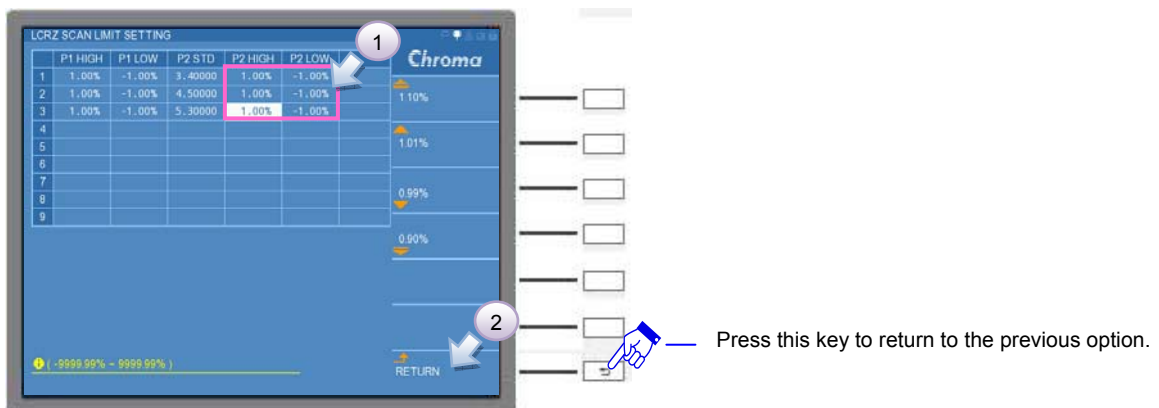 LCRZ SCAN LIMIT SETTING
1
Chroma
P1 HIGH P1 LOW P2 STD P2 HIGH P2 LOW
1 1.00% -1.00% 3.40000 1.00% -1.00%
2 1.00% -1.00% 4.50000 1.00% -1.00%
3 1.00% -1.00% 5.30000 1.00% -1.00%
4
5
6
7
8
9
1.10%
1.01%
0.99%
0.90%
2
( -9999.99% ~ 9999.99% )
RETURN
Press this key to return to the previous option.